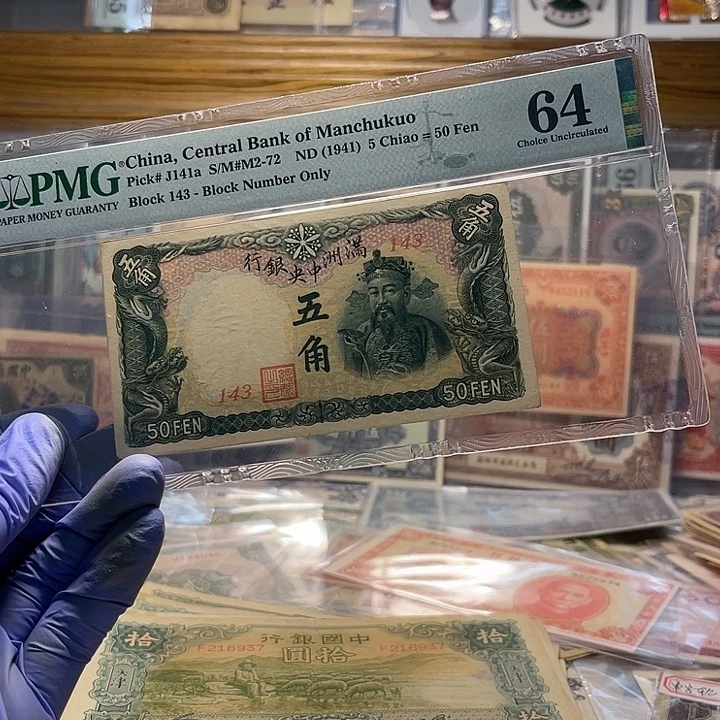 PMG
PAPER MONEY GUARANTY
China, Central Bank of Manchukuo
Pick# J141a S/M#M2-72 ND (1941) 5 Chiao = 50 Fen
Block 143 - Block Number Only
64
Choice Uncirculated
五角
五角
行銀央中洲滿
143
五角
143
50 FEN
50 FEN
行銀國中
拾
拾
F216937
F216937
圓拾